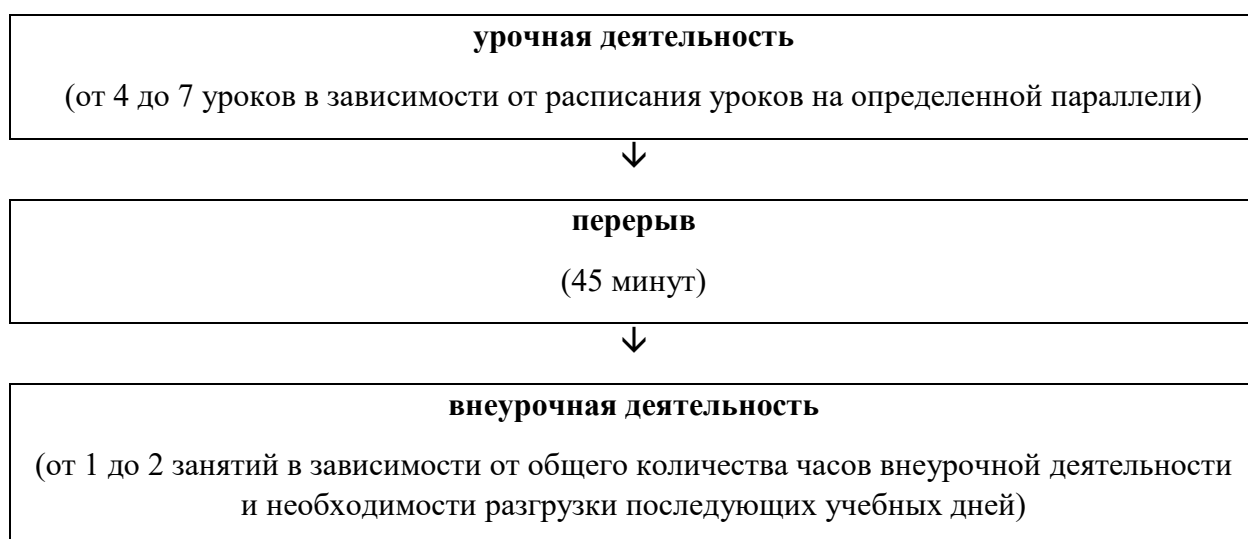 урочная деятельность
(от 4 до 7 уроков в зависимости от расписания уроков на определенной параллели)
↓
перерыв
(45 минут)
↓
внеурочная деятельность
(от 1 до 2 занятий в зависимости от общего количества часов внеурочной деятельности
и необходимости разгрузки последующих учебных дней)